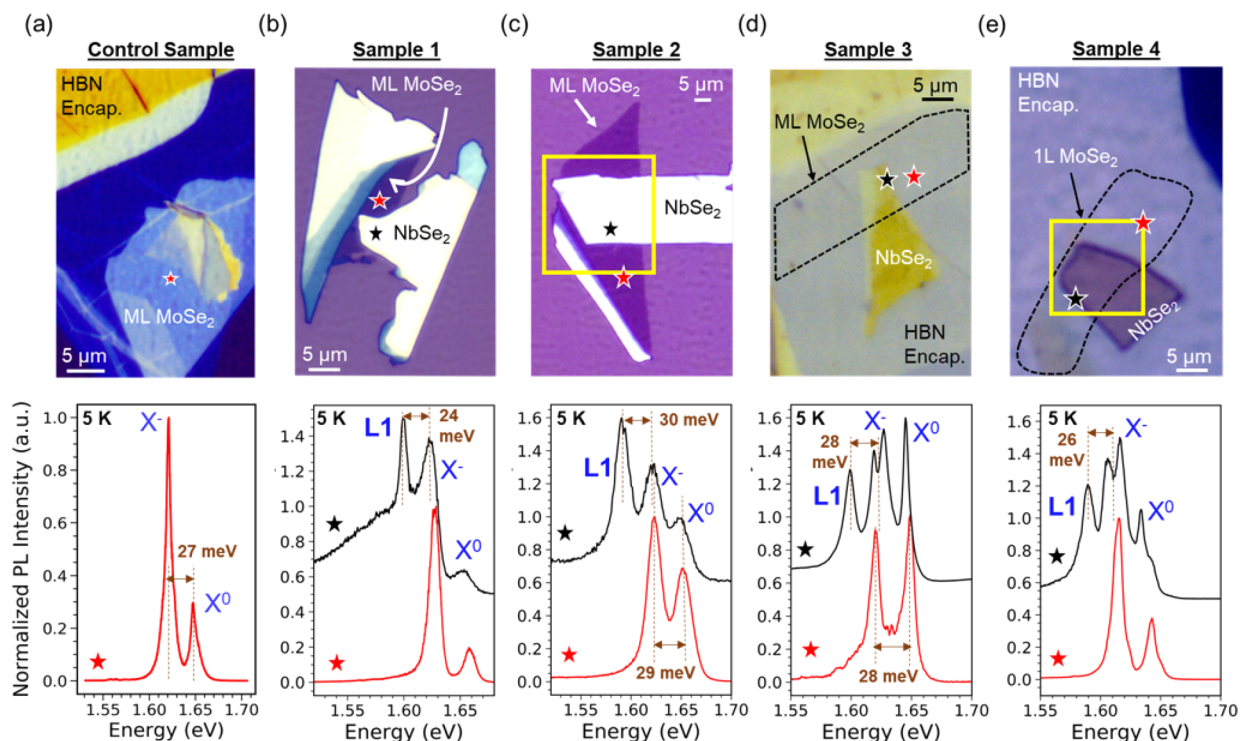 (a)
Control Sample
HBN
Encap.
ML MoSe₂
5 μm
(b)
Sample 1
ML MoSe₂
NbSe₂
5 μm
(c)
Sample 2
ML MoSe₂
5 μm
NbSe₂
(d)
Sample 3
5 μm
ML MoSe₂
NbSe₂
HBN
Encap.
(e)
Sample 4
HBN
Encap.
1L MoSe₂
NbSe₂
5 μm
Normalized PL Intensity (a.u.)
5 K
X⁻
27 meV
X⁰
1.0
0.8
0.6
0.4
0.2
0.0
1.55 1.60 1.65 1.70
Energy (eV)
5 K
24
meV
L1
X⁻
X⁰
1.4
1.2
1.0
0.8
0.6
0.4
0.2
0.0
1.55 1.60 1.65
Energy (eV)
5 K
30 meV
L1
X⁻
X⁰
29
meV
1.6
1.4
1.2
1.0
0.8
0.6
0.4
0.2
0.0
1.55 1.60 1.65 1.70
Energy (eV)
5 K
X⁻
X⁰
28
meV
L1
28 meV
1.6
1.4
1.2
1.0
0.8
0.6
0.4
0.2
0.0
1.55 1.60 1.65 1.70
Energy (eV)
5 K
26
meV
X⁻
L1
X⁰
1.6
1.4
1.2
1.0
0.8
0.6
0.4
0.2
0.0
1.55 1.60 1.65 1.70
Energy (eV)